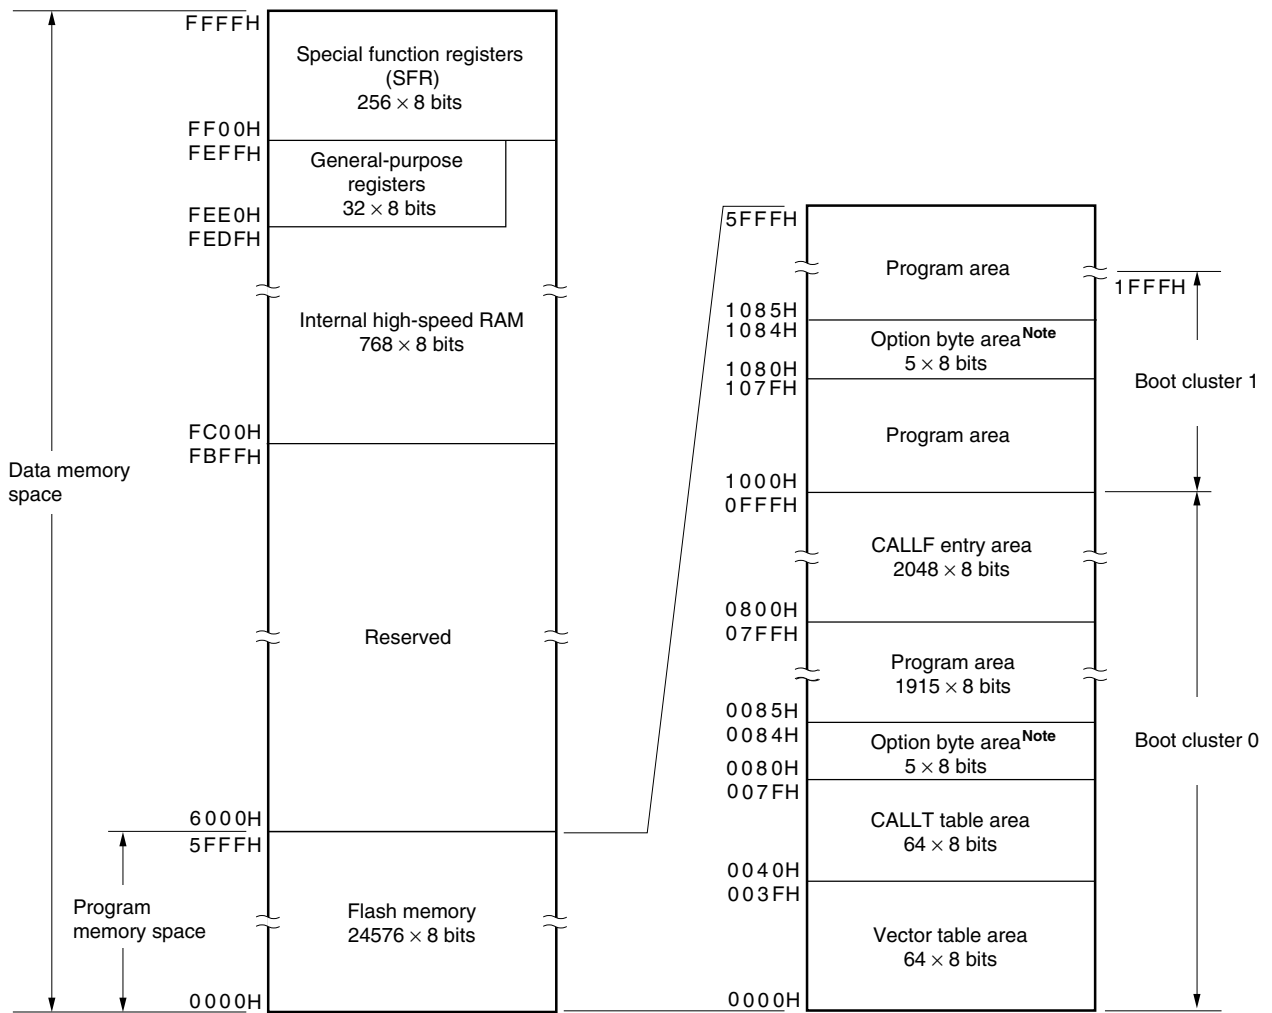 FFFFH
Special function registers
(SFR)
256 × 8 bits
FF00H
FEFFH
General-purpose
registers
32 × 8 bits
FEE0H
FEDFH
Internal high-speed RAM
768 × 8 bits
FC00H
FBFFH
Data memory
space
Reserved
6000H
5FFFH
Program
memory space
Flash memory
24576 × 8 bits
0000H
5FFFH
Program area
1FFFH
1085H
1084H
Option byte area Note
5 × 8 bits
1080H
107FH
Boot cluster 1
Program area
1000H
0FFFH
CALLF entry area
2048 × 8 bits
0800H
07FFH
Program area
1915 × 8 bits
0085H
0084H
Option byte area Note
5 × 8 bits
Boot cluster 0
0080H
007FH
CALLT table area
64 × 8 bits
0040H
003FH
Vector table area
64 × 8 bits
0000H